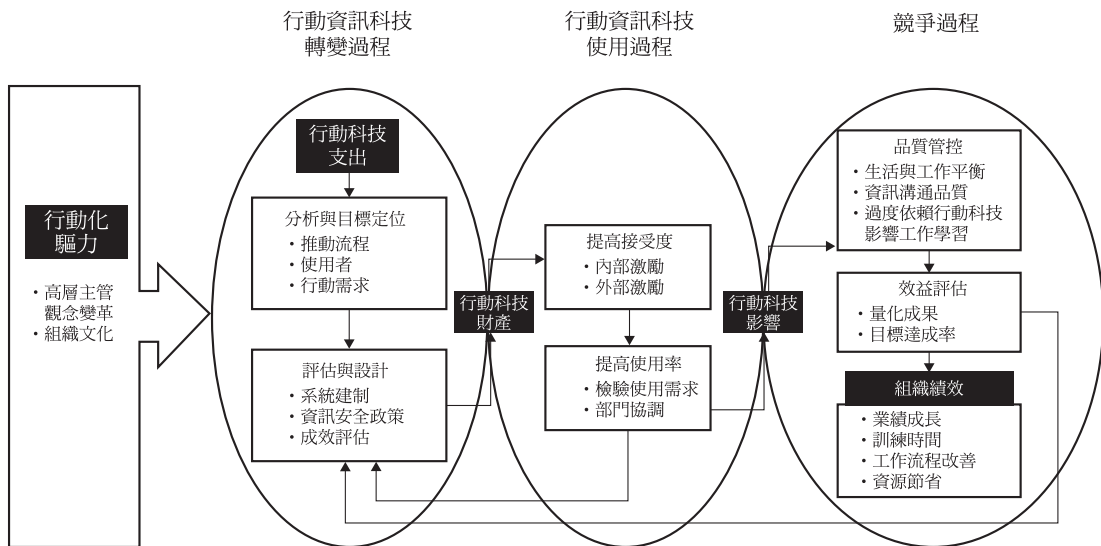 行動資訊科技
轉變過程
行動資訊科技
使用過程
競爭過程
行動化
驅力
・高層主管
觀念變革
・組織文化
行動科技
支出
分析與目標定位
・推動流程
・使用者
・行動需求
評估與設計
・系統建制
・資訊安全政策
・成效評估
行動科技
財產
提高接受度
・內部激勵
・外部激勵
提高使用率
・檢驗使用需求
・部門協調
行動科技
影響
品質管控
・生活與工作平衡
・資訊溝通品質
・過度依賴行動科技
影響工作學習
效益評估
・量化成果
・目標達成率
組織績效
・業績成長
・訓練時間
・工作流程改善
・資源節省